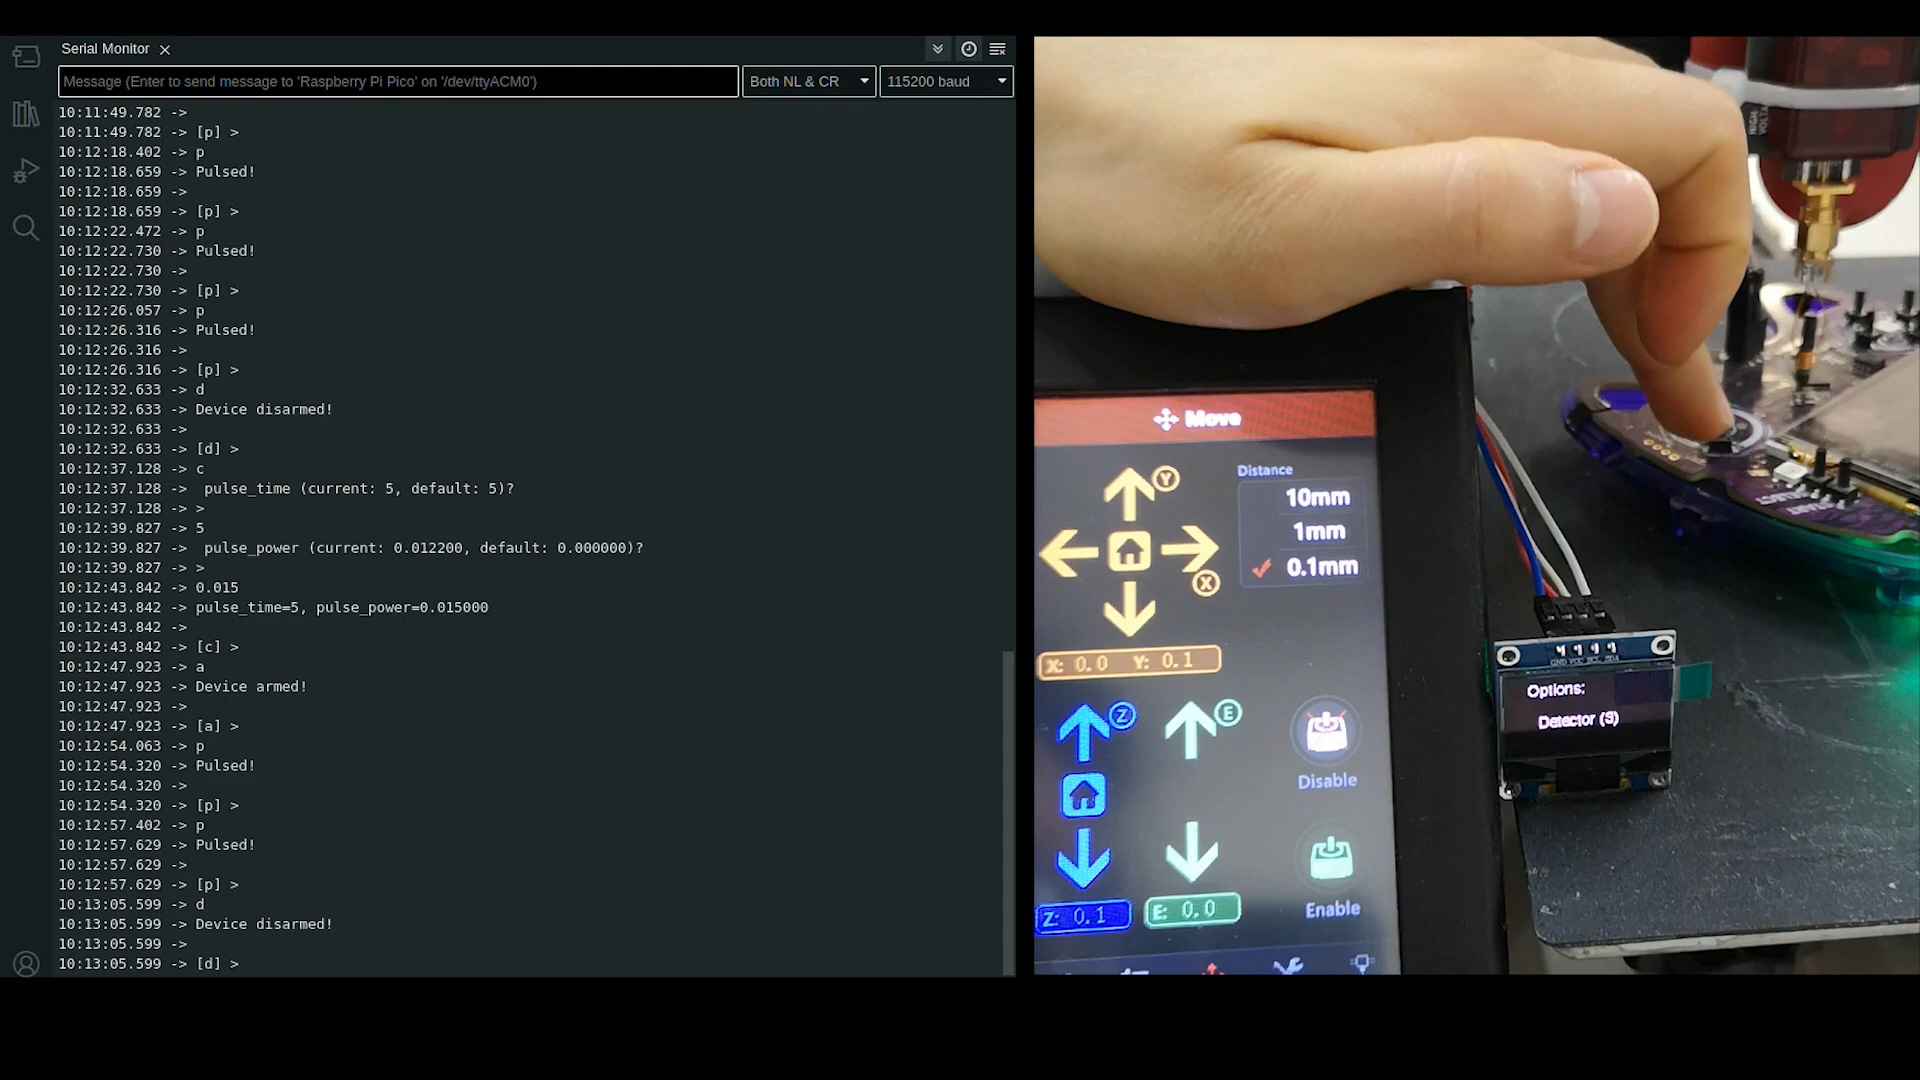 Serial Monitor
Message (Enter to send message to 'Raspberry Pi Pico' on '/dev/ttyACM0')
Both NL & CR
115200 baud
10:11:49.782 ->
10:11:49.782 -> [p] >
10:12:18.402 -> p
10:12:18.659 -> Pulsed!
10:12:18.659 ->
10:12:18.659 -> [p] >
10:12:22.472 -> p
10:12:22.730 -> Pulsed!
10:12:22.730 ->
10:12:22.730 -> [p] >
10:12:26.057 -> p
10:12:26.316 -> Pulsed!
10:12:26.316 ->
10:12:26.316 -> [p] >
10:12:32.633 -> d
10:12:32.633 -> Device disarmed!
10:12:32.633 ->
10:12:32.633 -> [d] >
10:12:37.128 -> c
10:12:37.128 -> pulse_time (current: 5, default: 5)?
10:12:37.128 -> >
10:12:39.827 -> 5
10:12:39.827 -> pulse_power (current: 0.012200, default: 0.000000)?
10:12:39.827 -> >
10:12:43.842 -> 0.015
10:12:43.842 -> pulse_time=5, pulse_power=0.015000
10:12:43.842 ->
10:12:43.842 -> [c] >
10:12:47.923 -> a
10:12:47.923 -> Device armed!
10:12:47.923 ->
10:12:47.923 -> [a] >
10:12:54.063 -> p
10:12:54.320 -> Pulsed!
10:12:54.320 ->
10:12:54.320 -> [p] >
10:12:57.402 -> p
10:12:57.629 -> Pulsed!
10:12:57.629 ->
10:12:57.629 -> [p] >
10:13:05.599 -> d
10:13:05.599 -> Device disarmed!
10:13:05.599 ->
10:13:05.599 -> [d] >
HIGH
Move
Y
Distance
10mm
1mm
0.1mm
X
X: 0.0 Y: 0.1
Z
E
Disable
Z: 0.1
E: 0.0
Enable
GND VCC SCL SDA
Options:
Detector (S)